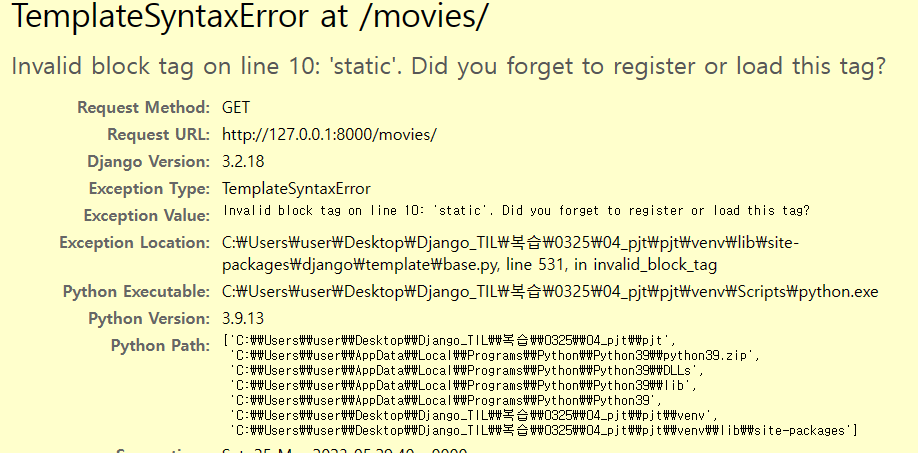 TemplateSyntaxError at /movies/
Invalid block tag on line 10: 'static'. Did you forget to register or load this tag?
Request Method: GET
Request URL: http://127.0.0.1:8000/movies/
Django Version: 3.2.18
Exception Type: TemplateSyntaxError
Exception Value: Invalid block tag on line 10: 'static'. Did you forget to register or load this tag?
Exception Location: C:₩Users₩user₩Desktop₩Django_TIL₩복습₩0325₩04_pjt₩pjt₩venv₩lib₩site-
packages₩django₩template₩base.py, line 531, in invalid_block_tag
Python Executable: C:₩Users₩user₩Desktop₩Django_TIL₩복습₩0325₩04_pjt₩pjt₩venv₩Scripts₩python.exe
Python Version: 3.9.13
Python Path: ['C:₩₩Users₩₩user₩₩Desktop₩₩Django_TIL₩₩복습₩₩0325₩₩04_pjt₩₩pjt',
'C:₩₩Users₩₩user₩₩AppData₩₩Local₩₩Programs₩₩Python₩₩Python39₩₩python39.zip',
'C:₩₩Users₩₩user₩₩AppData₩₩Local₩₩Programs₩₩Python₩₩Python39₩₩DLLs',
'C:₩₩Users₩₩user₩₩AppData₩₩Local₩₩Programs₩₩Python₩₩Python39₩₩lib',
'C:₩₩Users₩₩user₩₩AppData₩₩Local₩₩Programs₩₩Python₩₩Python39',
'C:₩₩Users₩₩user₩₩Desktop₩₩Django_TIL₩₩복습₩₩0325₩₩04_pjt₩₩pjt₩₩venv',
'C:₩₩Users₩₩user₩₩Desktop₩₩Django_TIL₩₩복습₩₩0325₩₩04_pjt₩₩pjt₩₩venv₩₩lib₩₩site-packages']